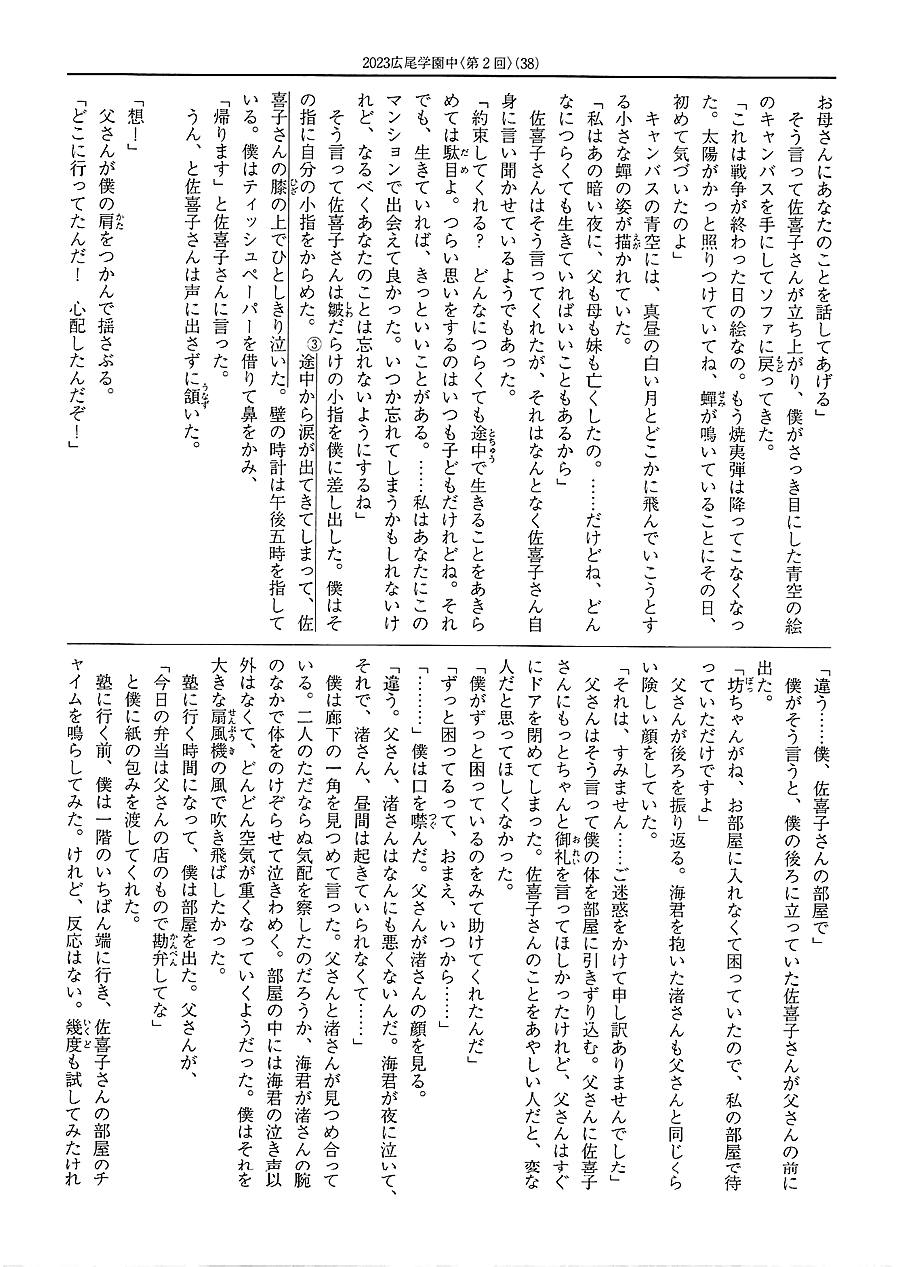 2023広尾学園中〈第2回〉(38)
お母さんにあなたのことを話してあげる」
そう言って佐喜子さんが立ち上がり、僕がさっき目にした青空の絵
のキャンバスを手にしてソファに戻ってきた。
「これは戦争が終わった日の絵なの。もう焼夷弾は降ってこなくなっ
た。太陽がかっと照りつけていてね、蟬が鳴いていることにその日、
初めて気づいたのよ」
キャンバスの青空には、真昼の白い月とどこかに飛んでいこうとす
る小さな蟬の姿が描かれていた。
「私はあの暗い夜に、父も母も妹も亡くしたの。……だけどね、どん
なにつらくても生きていればいいこともあるから」
佐喜子さんはそう言ってくれたが、それはなんとなく佐喜子さん自
身に言い聞かせているようでもあった。
「約束してくれる? どんなにつらくても途中で生きることをあきら
めては駄目よ。つらい思いをするのはいつも子どもだけれどね。それ
でも、生きていれば、きっといいことがある。……私はあなたにこの
マンションで出会えて良かった。いつか忘れてしまうかもしれないけ
れど、なるべくあなたのことは忘れないようにするね」
そう言って佐喜子さんは皺だらけの小指を僕に差し出した。僕はそ
の指に自分の小指をからめた。③途中から涙が出てきてしまって、佐
喜子さんの膝の上でひとしきり泣いた。壁の時計は午後五時を指して
いる。僕はティッシュペーパーを借りて鼻をかみ、
「帰ります」と佐喜子さんに言った。
うん、と佐喜子さんは声に出さずに頷いた。
「想！」
父さんが僕の肩をつかんで揺さぶる。
「どこに行ってたんだ！ 心配したんだぞ！」
「違う……僕、佐喜子さんの部屋で」
僕がそう言うと、僕の後ろに立っていた佐喜子さんが父さんの前に
出た。
「坊ちゃんがね、お部屋に入れなくて困っていたので、私の部屋で待
っていただけですよ」
父さんが後ろを振り返る。海君を抱いた渚さんも父さんと同じくら
い険しい顔をしていた。
「それは、すみません……ご迷惑をかけて申し訳ありませんでした」
父さんはそう言って僕の体を部屋に引きずり込む。父さんに佐喜子
さんにもっとちゃんと御礼を言ってほしかったけれど、父さんはすぐ
にドアを閉めてしまった。佐喜子さんのことをあやしい人だと、変な
人だと思ってほしくなかった。
「僕がずっと困っているのをみて助けてくれたんだ」
「ずっと困ってるって、おまえ、いつから……」
「………」僕は口を噤んだ。父さんが渚さんの顔を見る。
「違う。父さん、渚さんはなんにも悪くないんだ。海君が夜に泣いて、
それで、渚さん、昼間は起きていられなくて……」
僕は廊下の一角を見つめて言った。父さんと渚さんが見つめ合って
いる。二人のただならぬ気配を察したのだろうか、海君が渚さんの腕
のなかで体をのけぞらせて泣きわめく。部屋の中には海君の泣き声以
外はなくて、どんどん空気が重くなっていくようだった。僕はそれを
大きな扇風機の風で吹き飛ばしたかった。
塾に行く時間になって、僕は部屋を出た。父さんが、
「今日の弁当は父さんの店のもので勘弁してな」
と僕に紙の包みを渡してくれた。
塾に行く前、僕は一階のいちばん端に行き、佐喜子さんの部屋のチ
ャイムを鳴らしてみた。けれど、反応はない。幾度も試してみたけれ